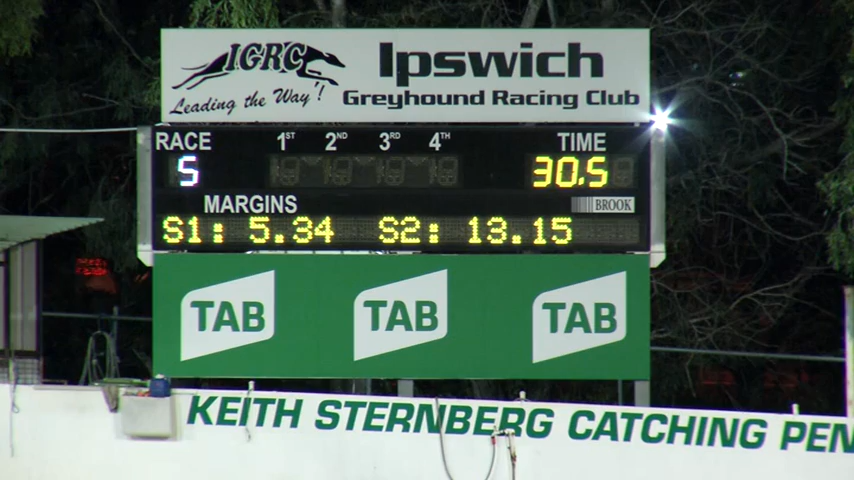 IGRC
Leading the Way'!
Ipswich
Greyhound Racing Club
RACE 1ST 2ND 3RD 4TH TIME
5 30.5
MARGINS BROOK
S1: 5.34 S2: 13.15
TAB TAB TAB
KEITH STERNBERG CATCHING PEN